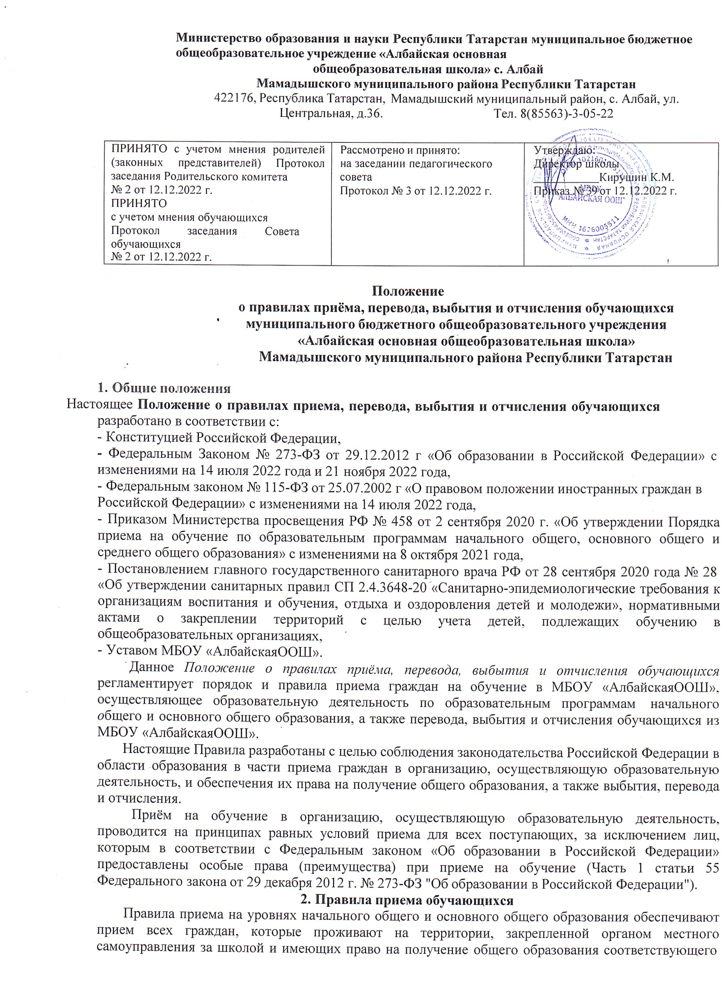 Министерство образования и науки Республики Татарстан муниципальное бюджетное
общеобразовательное учреждение «Албайская основная
общеобразовательная школа» с. Албай
Мамадышского муниципального района Республики Татарстан
422176, Республика Татарстан, Мамадышский муниципальный район, с. Албай, ул.
Центральная, д.36. Тел. 8(85563)-3-05-22
ПРИНЯТО с учетом мнения родителей
(законных представителей) Протокол
заседания Родительского комитета
№ 2 от 12.12.2022 г.
ПРИНЯТО
с учетом мнения обучающихся
Протокол заседания Совета
обучающихся
№ 2 от 12.12.2022 г.
Рассмотрено и принято:
на заседании педагогического
совета
Протокол № 3 от 12.12.2022 г.
Утверждаю:
Директор школы
___________Кирушин К.М.
Приказ № 39 от 12.12.2022 г.
МБОУ
"АЛБАЙСКАЯ ООШ"
ИНН 1626005511
Положение
о правилах приёма, перевода, выбытия и отчисления обучающихся
муниципального бюджетного общеобразовательного учреждения
«Албайская основная общеобразовательная школа»
Мамадышского муниципального района Республики Татарстан
1. Общие положения
Настоящее Положение о правилах приема, перевода, выбытия и отчисления обучающихся
разработано в соответствии с:
- Конституцией Российской Федерации,
- Федеральным Законом № 273-ФЗ от 29.12.2012 г «Об образовании в Российской Федерации» с
изменениями на 14 июля 2022 года и 21 ноября 2022 года,
- Федеральным законом № 115-ФЗ от 25.07.2002 г «О правовом положении иностранных граждан в
Российской Федерации» с изменениями на 14 июля 2022 года,
- Приказом Министерства просвещения РФ № 458 от 2 сентября 2020 г. «Об утверждении Порядка
приема на обучение по образовательным программам начального общего, основного общего и
среднего общего образования» с изменениями на 8 октября 2021 года,
- Постановлением главного государственного санитарного врача РФ от 28 сентября 2020 года № 28
«Об утверждении санитарных правил СП 2.4.3648-20 «Санитарно-эпидемиологические требования к
организациям воспитания и обучения, отдыха и оздоровления детей и молодежи», нормативными
актами о закреплении территорий с целью учета детей, подлежащих обучению в
общеобразовательных организациях,
- Уставом МБОУ «АлбайскаяООШ».
Данное Положение о правилах приёма, перевода, выбытия и отчисления обучающихся
регламентирует порядок и правила приема граждан на обучение в МБОУ «АлбайскаяООШ»,
осуществляющее образовательную деятельность по образовательным программам начального
общего и основного общего образования, а также перевода, выбытия и отчисления обучающихся из
МБОУ «АлбайскаяООШ».
Настоящие Правила разработаны с целью соблюдения законодательства Российской Федерации в
области образования в части приема граждан в организацию, осуществляющую образовательную
деятельность, и обеспечения их права на получение общего образования, а также выбытия, перевода
и отчисления.
Приём на обучение в организацию, осуществляющую образовательную деятельность,
проводится на принципах равных условий приема для всех поступающих, за исключением лиц,
которым в соответствии с Федеральным законом «Об образовании в Российской Федерации»
предоставлены особые права (преимущества) при приеме на обучение (Часть 1 статьи 55
Федерального закона от 29 декабря 2012 г. № 273-ФЗ "Об образовании в Российской Федерации").
2. Правила приема обучающихся
Правила приема на уровнях начального общего и основного общего образования обеспечивают
прием всех граждан, которые проживают на территории, закрепленной органом местного
самоуправления за школой и имеющих право на получение общего образования соответствующего